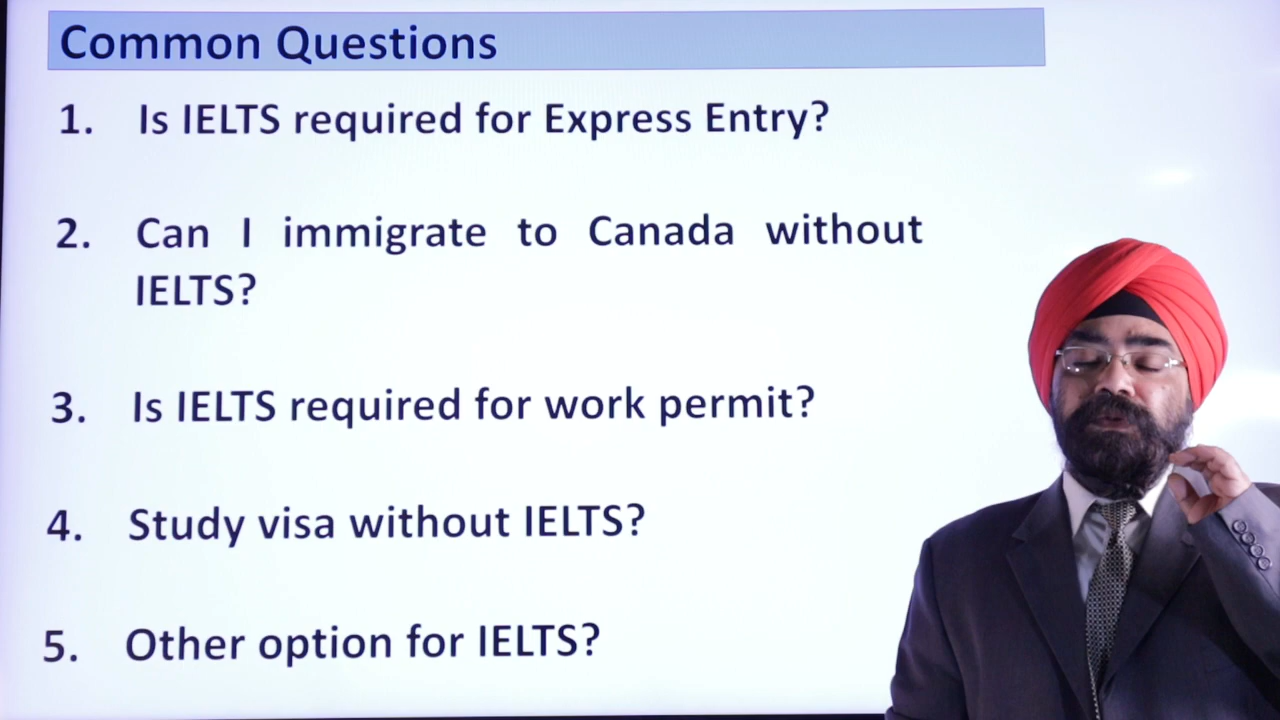 Common Questions
1. Is IELTS required for Express Entry?
2. Can I immigrate to Canada without
IELTS?
3. Is IELTS required for work permit?
4. Study visa without IELTS?
5. Other option for IELTS?